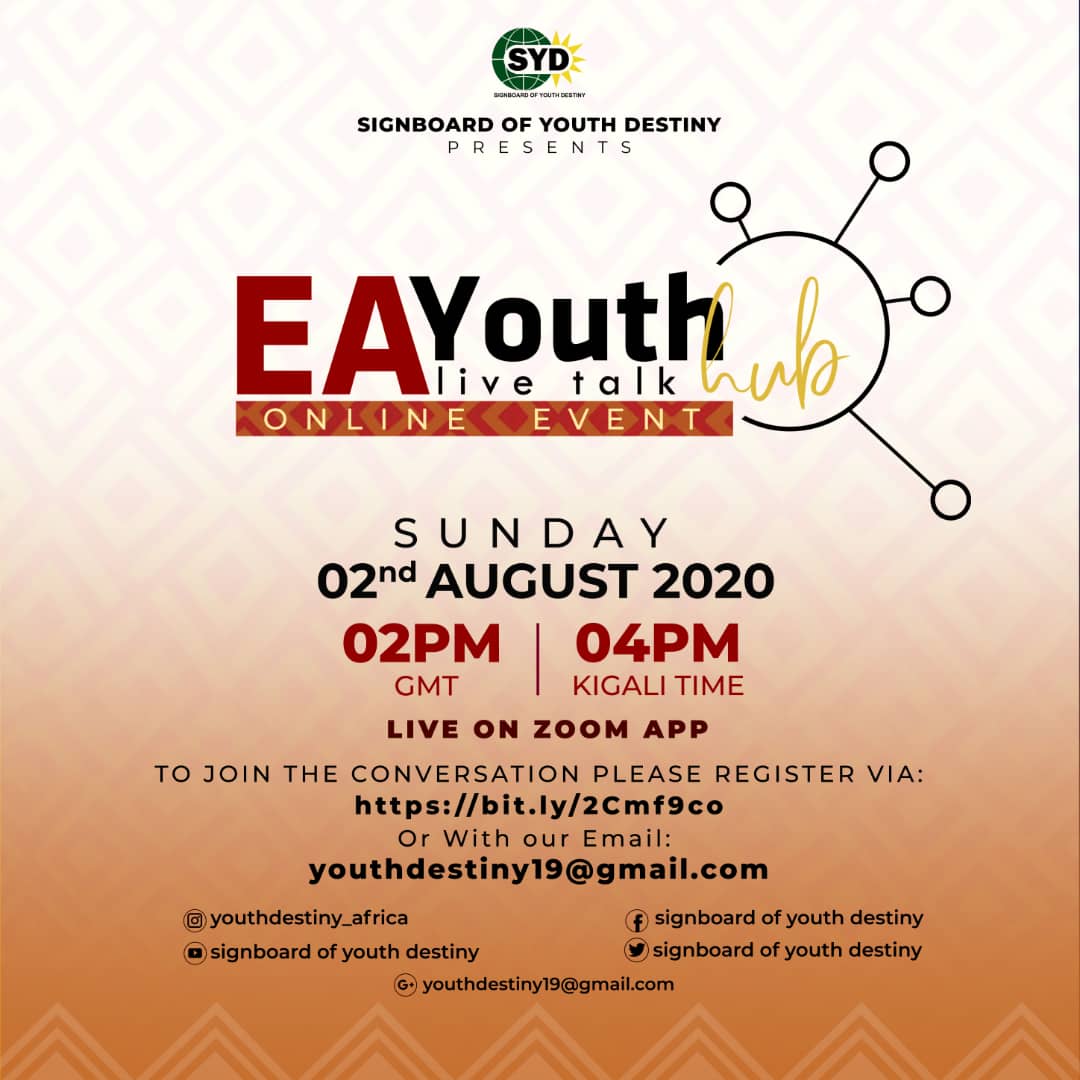 SYD
SIGNBOARD OF YOUTH DESTINY
SIGNBOARD OF YOUTH DESTINY
PRESENTS
EAYouth hub
live talk
ONLINE EVENT
SUNDAY
02nd AUGUST 2020
02PM | 04PM
GMT KIGALI TIME
LIVE ON ZOOM APP
TO JOIN THE CONVERSATION PLEASE REGISTER VIA:
https://bit.ly/2Cmf9co
Or With our Email:
youthdestiny19@gmail.com
youthdestiny_africa
signboard of youth destiny
signboard of youth destiny
signboard of youth destiny
G+ youthdestiny19@gmail.com